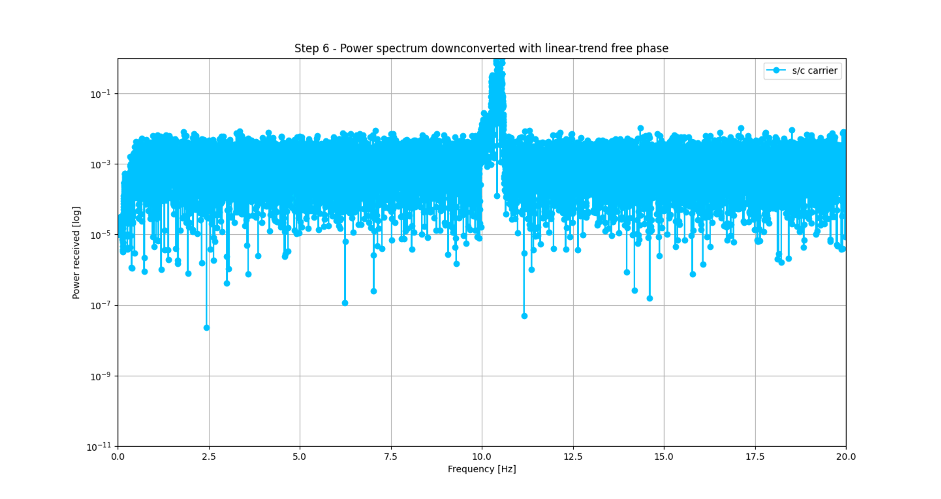 Step 6 - Power spectrum downconverted with linear-trend free phase
s/c carrier
Power received [log]
10⁻¹
10⁻³
10⁻⁵
10⁻⁷
10⁻⁹
10⁻¹¹
0.0 2.5 5.0 7.5 10.0 12.5 15.0 17.5 20.0
Frequency [Hz]